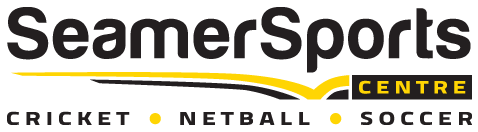 SeamerSports
CENTRE
CRICKET • NETBALL • SOCCER